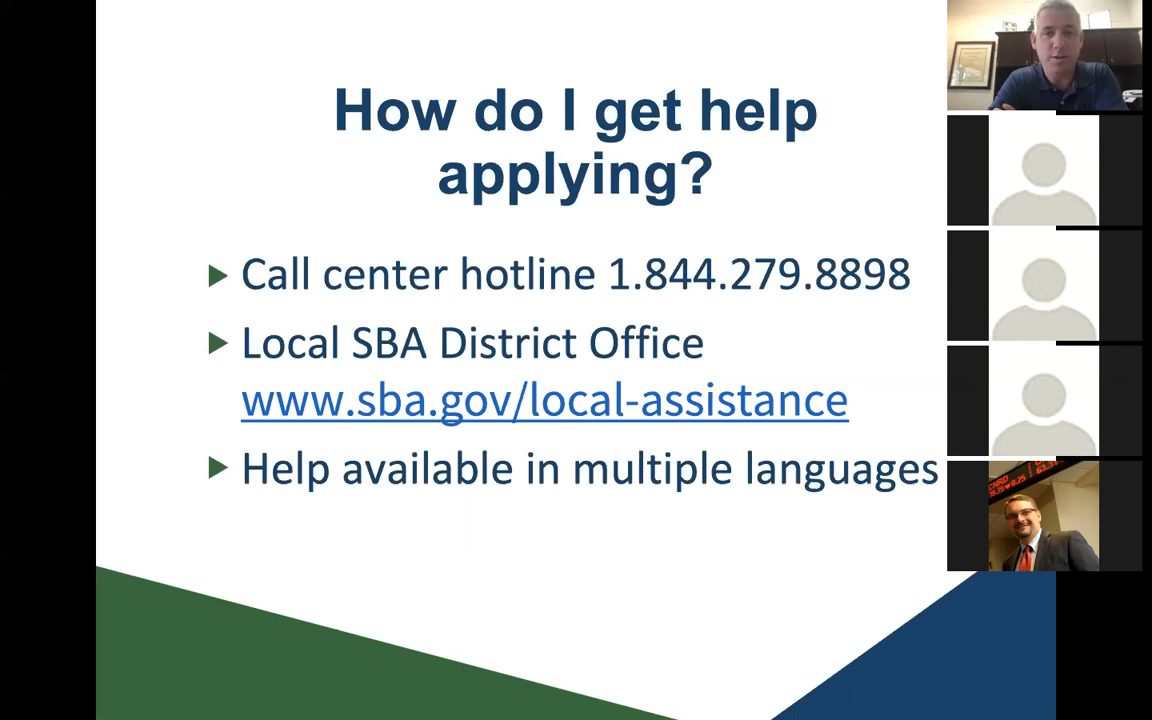 How do I get help
applying?
Call center hotline 1.844.279.8898
Local SBA District Office
www.sba.gov/local-assistance
Help available in multiple languages